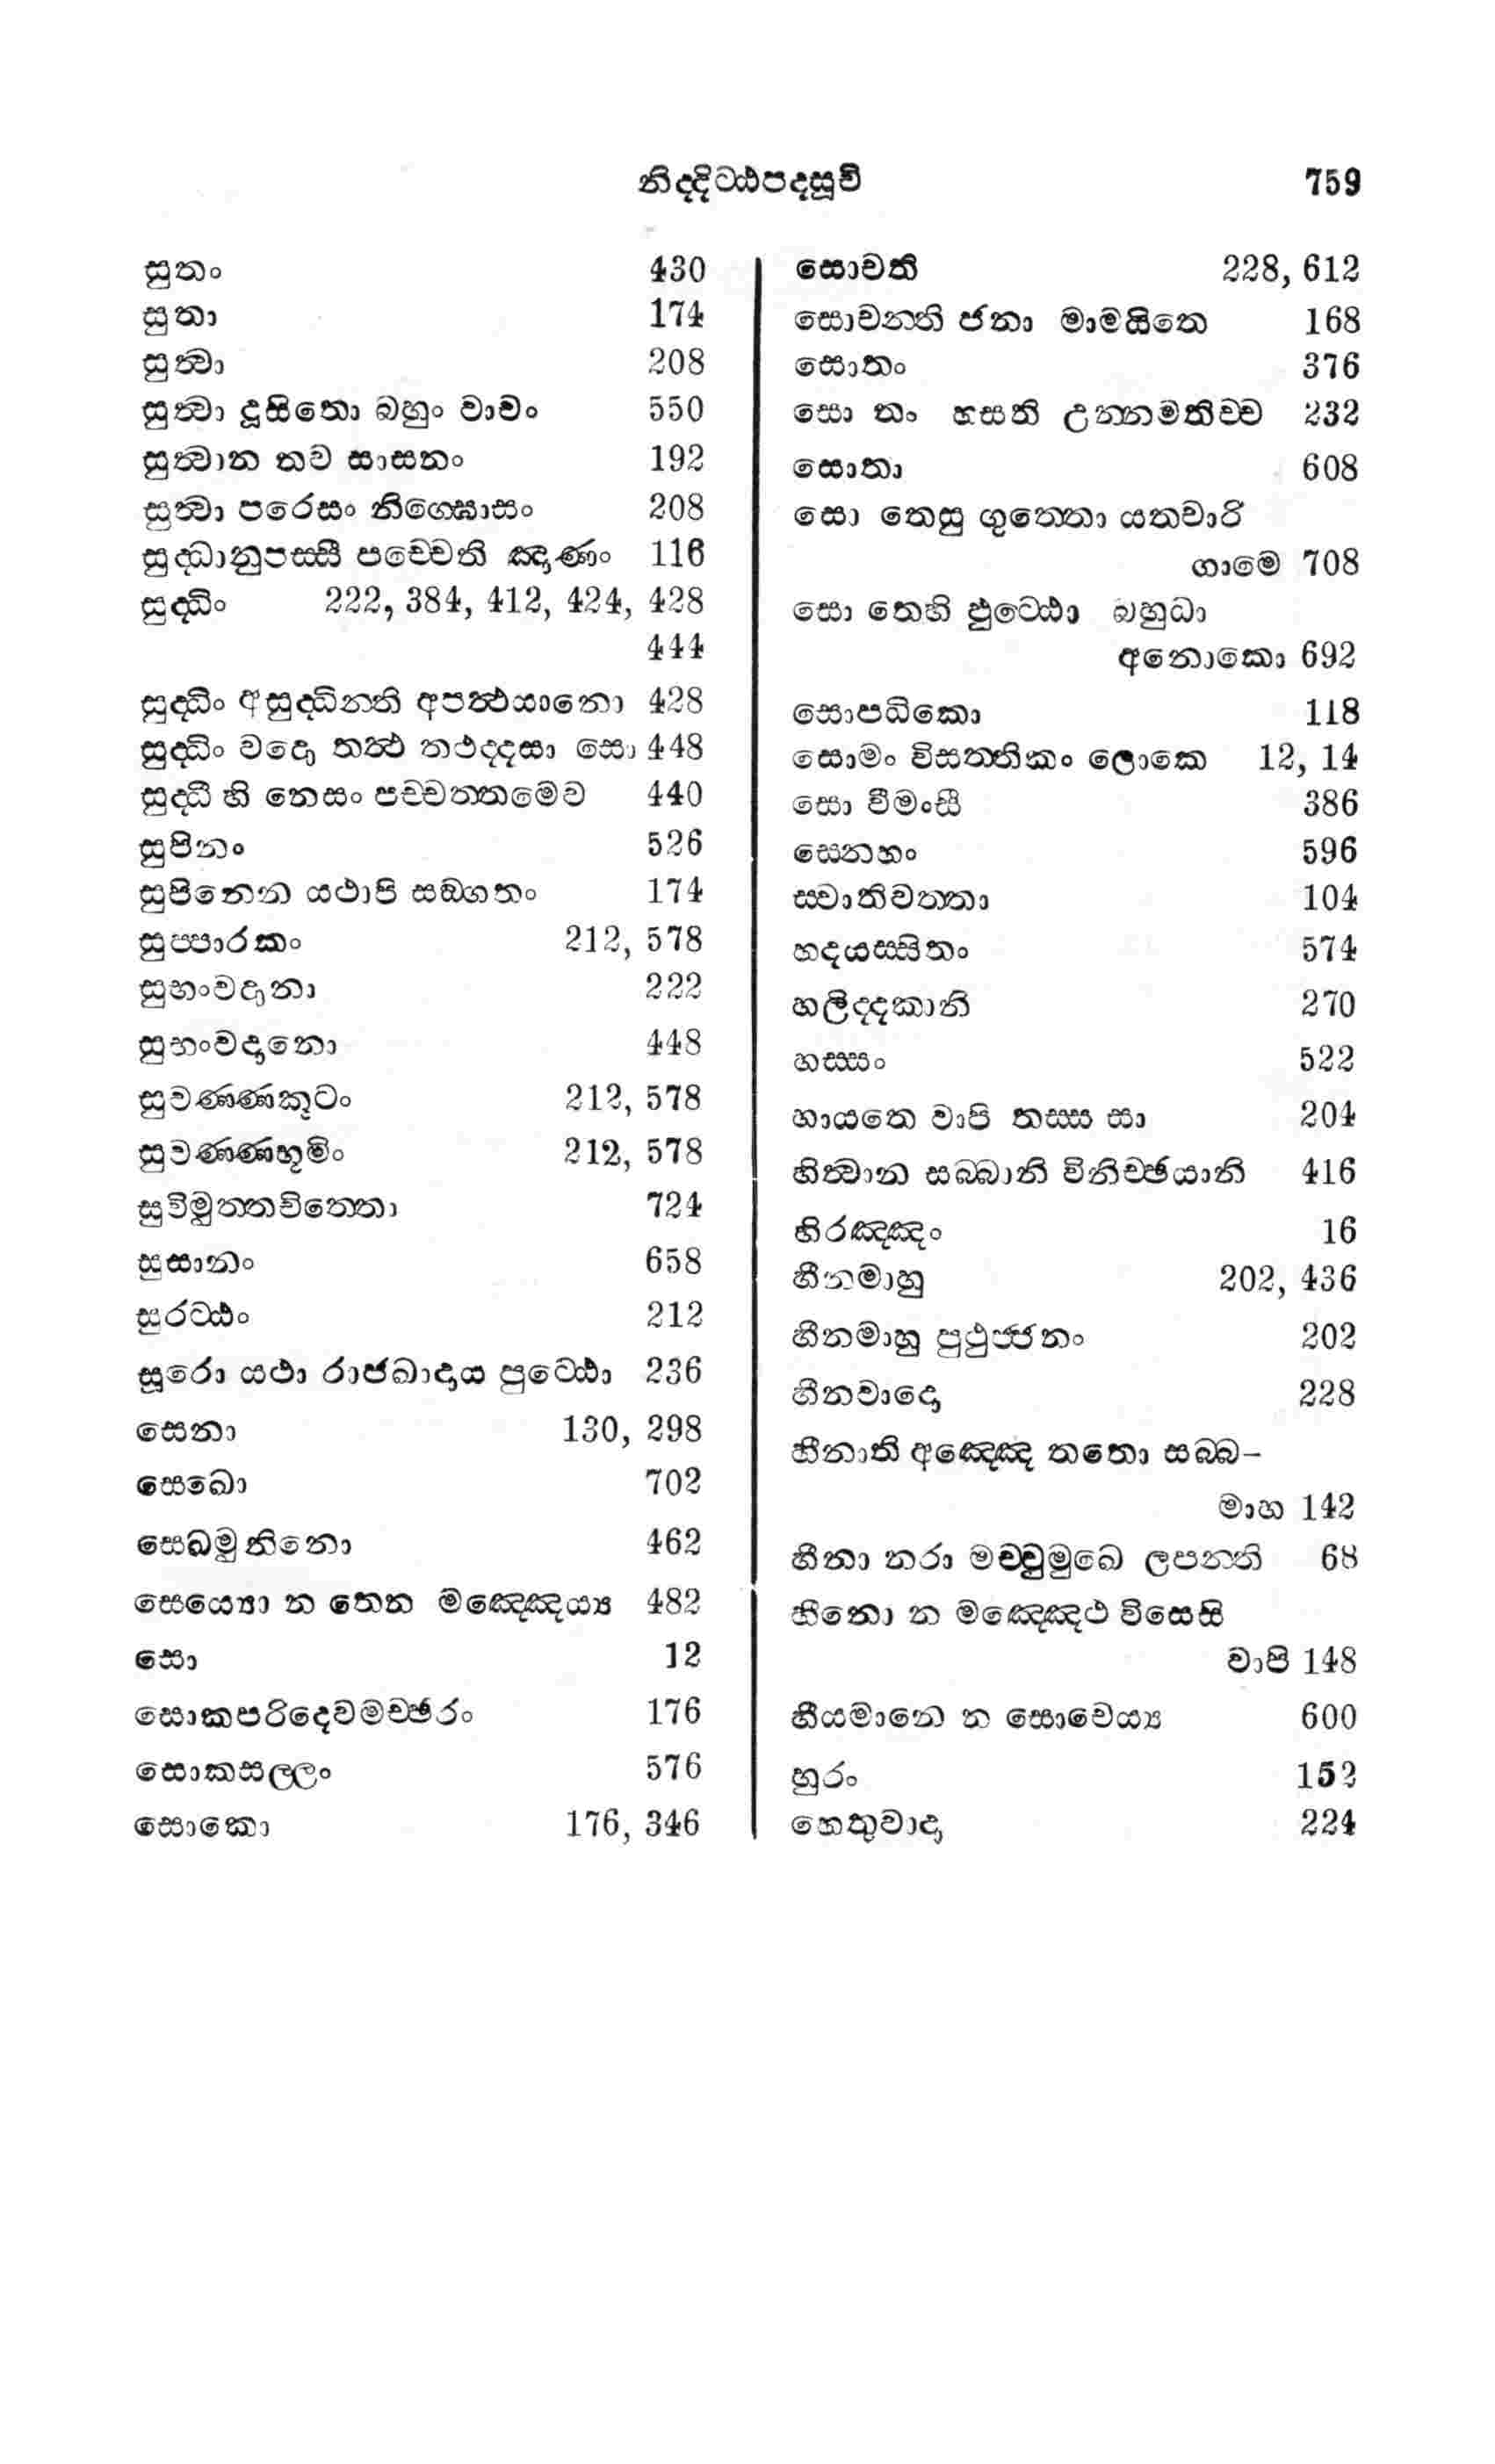 නිද්දිට්ඨපදසූචි 759
සුතං 430
සුතා 174
සුත්වා 208
සුත්වා දූසිතො බහුං වාචං 550
සුත්වාන තව සාසනං 192
සුත්වා පරෙසං නිග්ඝොසං 208
සුද්ධානුපස්සී පච්චෙති ඤාණං 116
සුද්ධිං 222, 384, 412, 424, 428
444
සුද්ධිං අසුද්ධින්ති අපත්ථයානො 428
සුද්ධිං වදො තත්ථ තථද්දසා සො 448
සුද්ධී හි නෙසං පච්චත්තමෙව 440
සුපිනං 526
සුපිනෙන යථාපි සඞ්ගතං 174
සුප්පාරකං 212, 578
සුභංවදානා 222
සුභංවදානො 448
සුවණ්ණකූටං 212, 578
සුවණ්ණභූමිං 212, 578
සුවිමුත්තචිත්තො 724
සුසානං 658
සුරට්ඨං 212
සූරො යථා රාජඛාදාය පුට්ඨො 236
සෙනා 130, 298
සෙඛො 702
සෙඛමුනිනො 462
සෙය්‍යො න තෙන මඤ්ඤෙය්‍ය 482
සො 12
සොකපරිදෙවමච්ඡරං 176
සොකසල්ලං 576
සොකො 176, 346
සොචති 228, 612
සොචන්ති ජනා මාමයිතෙ 168
සොතං 376
සො තං හසති උන්නමතිච්ච 232
සොතා 608
සො තෙසු ගුත්තො යතචාරි
ගාමෙ 708
සො තෙහි ඵුට්ඨො බහුධා
අනොකො 692
සොපධිකො 118
සොමං විසත්තිකං ලොකෙ 12, 14
සො වීමංසී 386
සෙනහං 596
ස්වාතිවත්තා 104
හදයස්සිතං 574
හලිද්දකානි 270
හස්සං 522
හායතෙ වාපි තස්ස සා 204
හිත්වාන සබ්බානි විනිච්ඡයානි 416
හිරඤ්ඤං 16
හීනමාහු 202, 436
හීනමාහු පුථුජ්ජනං 202
හීනවාදො 228
හීනාති අඤ්ඤෙ තතො සබ්බ-
මාහ 142
හීනා නරා මච්චුමුඛෙ ලපන්ති 68
හීනො න මඤ්ඤෙථ විසෙසි
වාපි 148
හීයමානෙ න සොචෙය්‍ය 600
හුරං 152
හෙතුවාදා 224